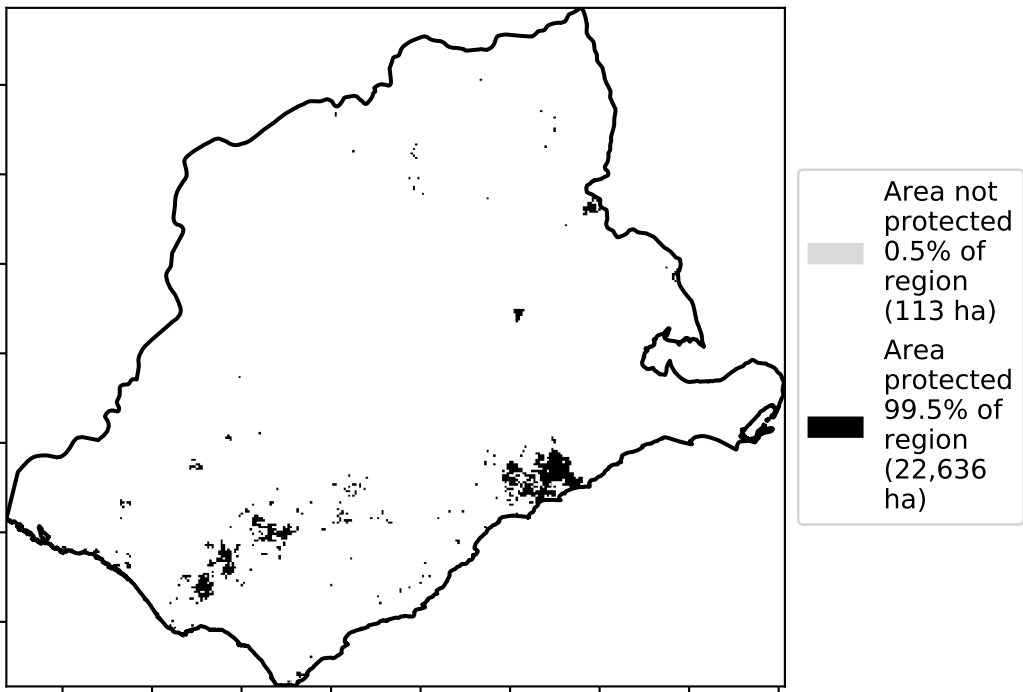 Area not
protected
0.5% of
region
(113 ha)
Area
protected
99.5% of
region
(22,636
ha)